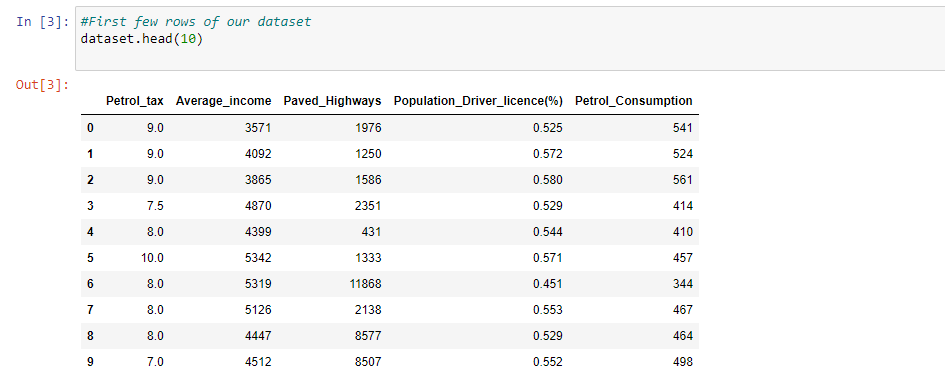 In [3]: #First few rows of our dataset
dataset.head(10)
Out[3]:
Petrol_tax Average_income Paved_Highways Population_Driver_licence(%) Petrol_Consumption
0 9.0 3571 1976 0.525 541
1 9.0 4092 1250 0.572 524
2 9.0 3865 1586 0.580 561
3 7.5 4870 2351 0.529 414
4 8.0 4399 431 0.544 410
5 10.0 5342 1333 0.571 457
6 8.0 5319 11868 0.451 344
7 8.0 5126 2138 0.553 467
8 8.0 4447 8577 0.529 464
9 7.0 4512 8507 0.552 498